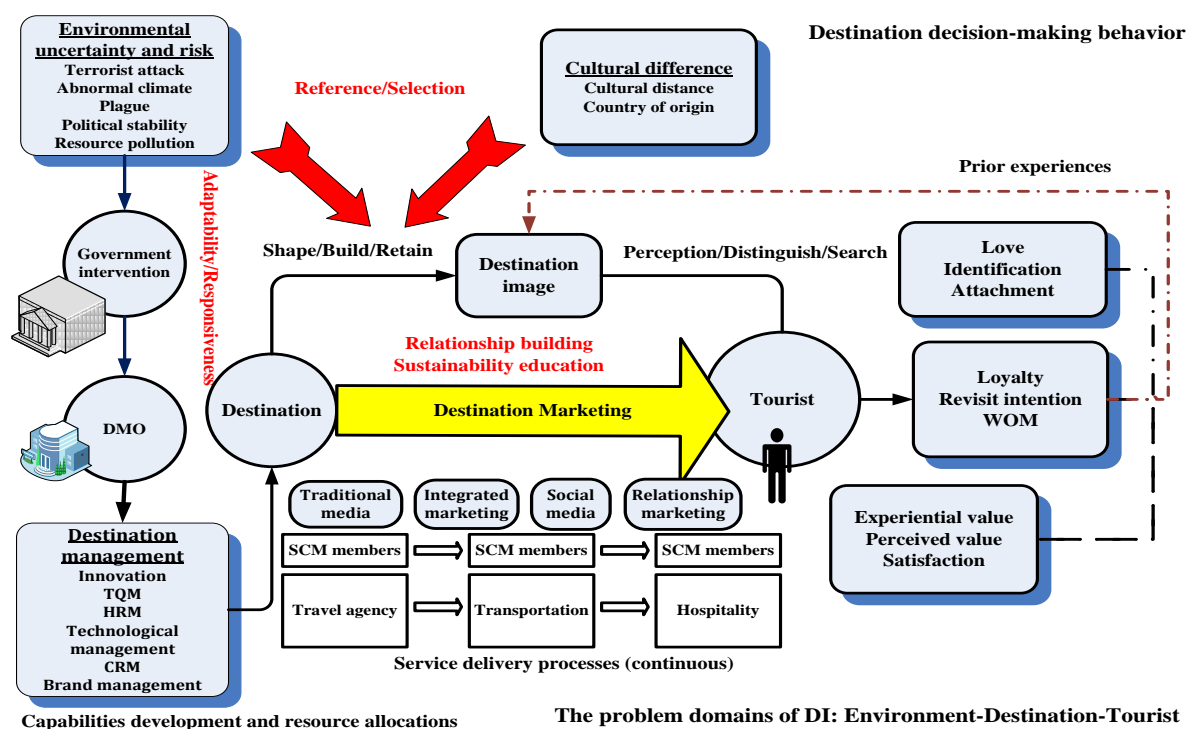 Environmental
uncertainty and risk
Terrorist attack
Abnormal climate
Plague
Political stability
Resource pollution
Destination decision-making behavior
Cultural difference
Cultural distance
Country of origin
Reference/Selection
Adaptability/Responsiveness
Prior experiences
Government
intervention
Shape/Build/Retain
Destination
image
Perception/Distinguish/Search
Love
Identification
Attachment
Relationship building
Sustainability education
DMO
Destination
Destination Marketing
Tourist
Loyalty
Revisit intention
WOM
Traditional
media
Integrated
marketing
Social
media
Relationship
marketing
Experiential value
Perceived value
Satisfaction
Destination
management
Innovation
TQM
HRM
Technological
management
CRM
Brand management
SCM members
SCM members
SCM members
Travel agency
Transportation
Hospitality
Service delivery processes (continuous)
Capabilities development and resource allocations
The problem domains of DI: Environment-Destination-Tourist